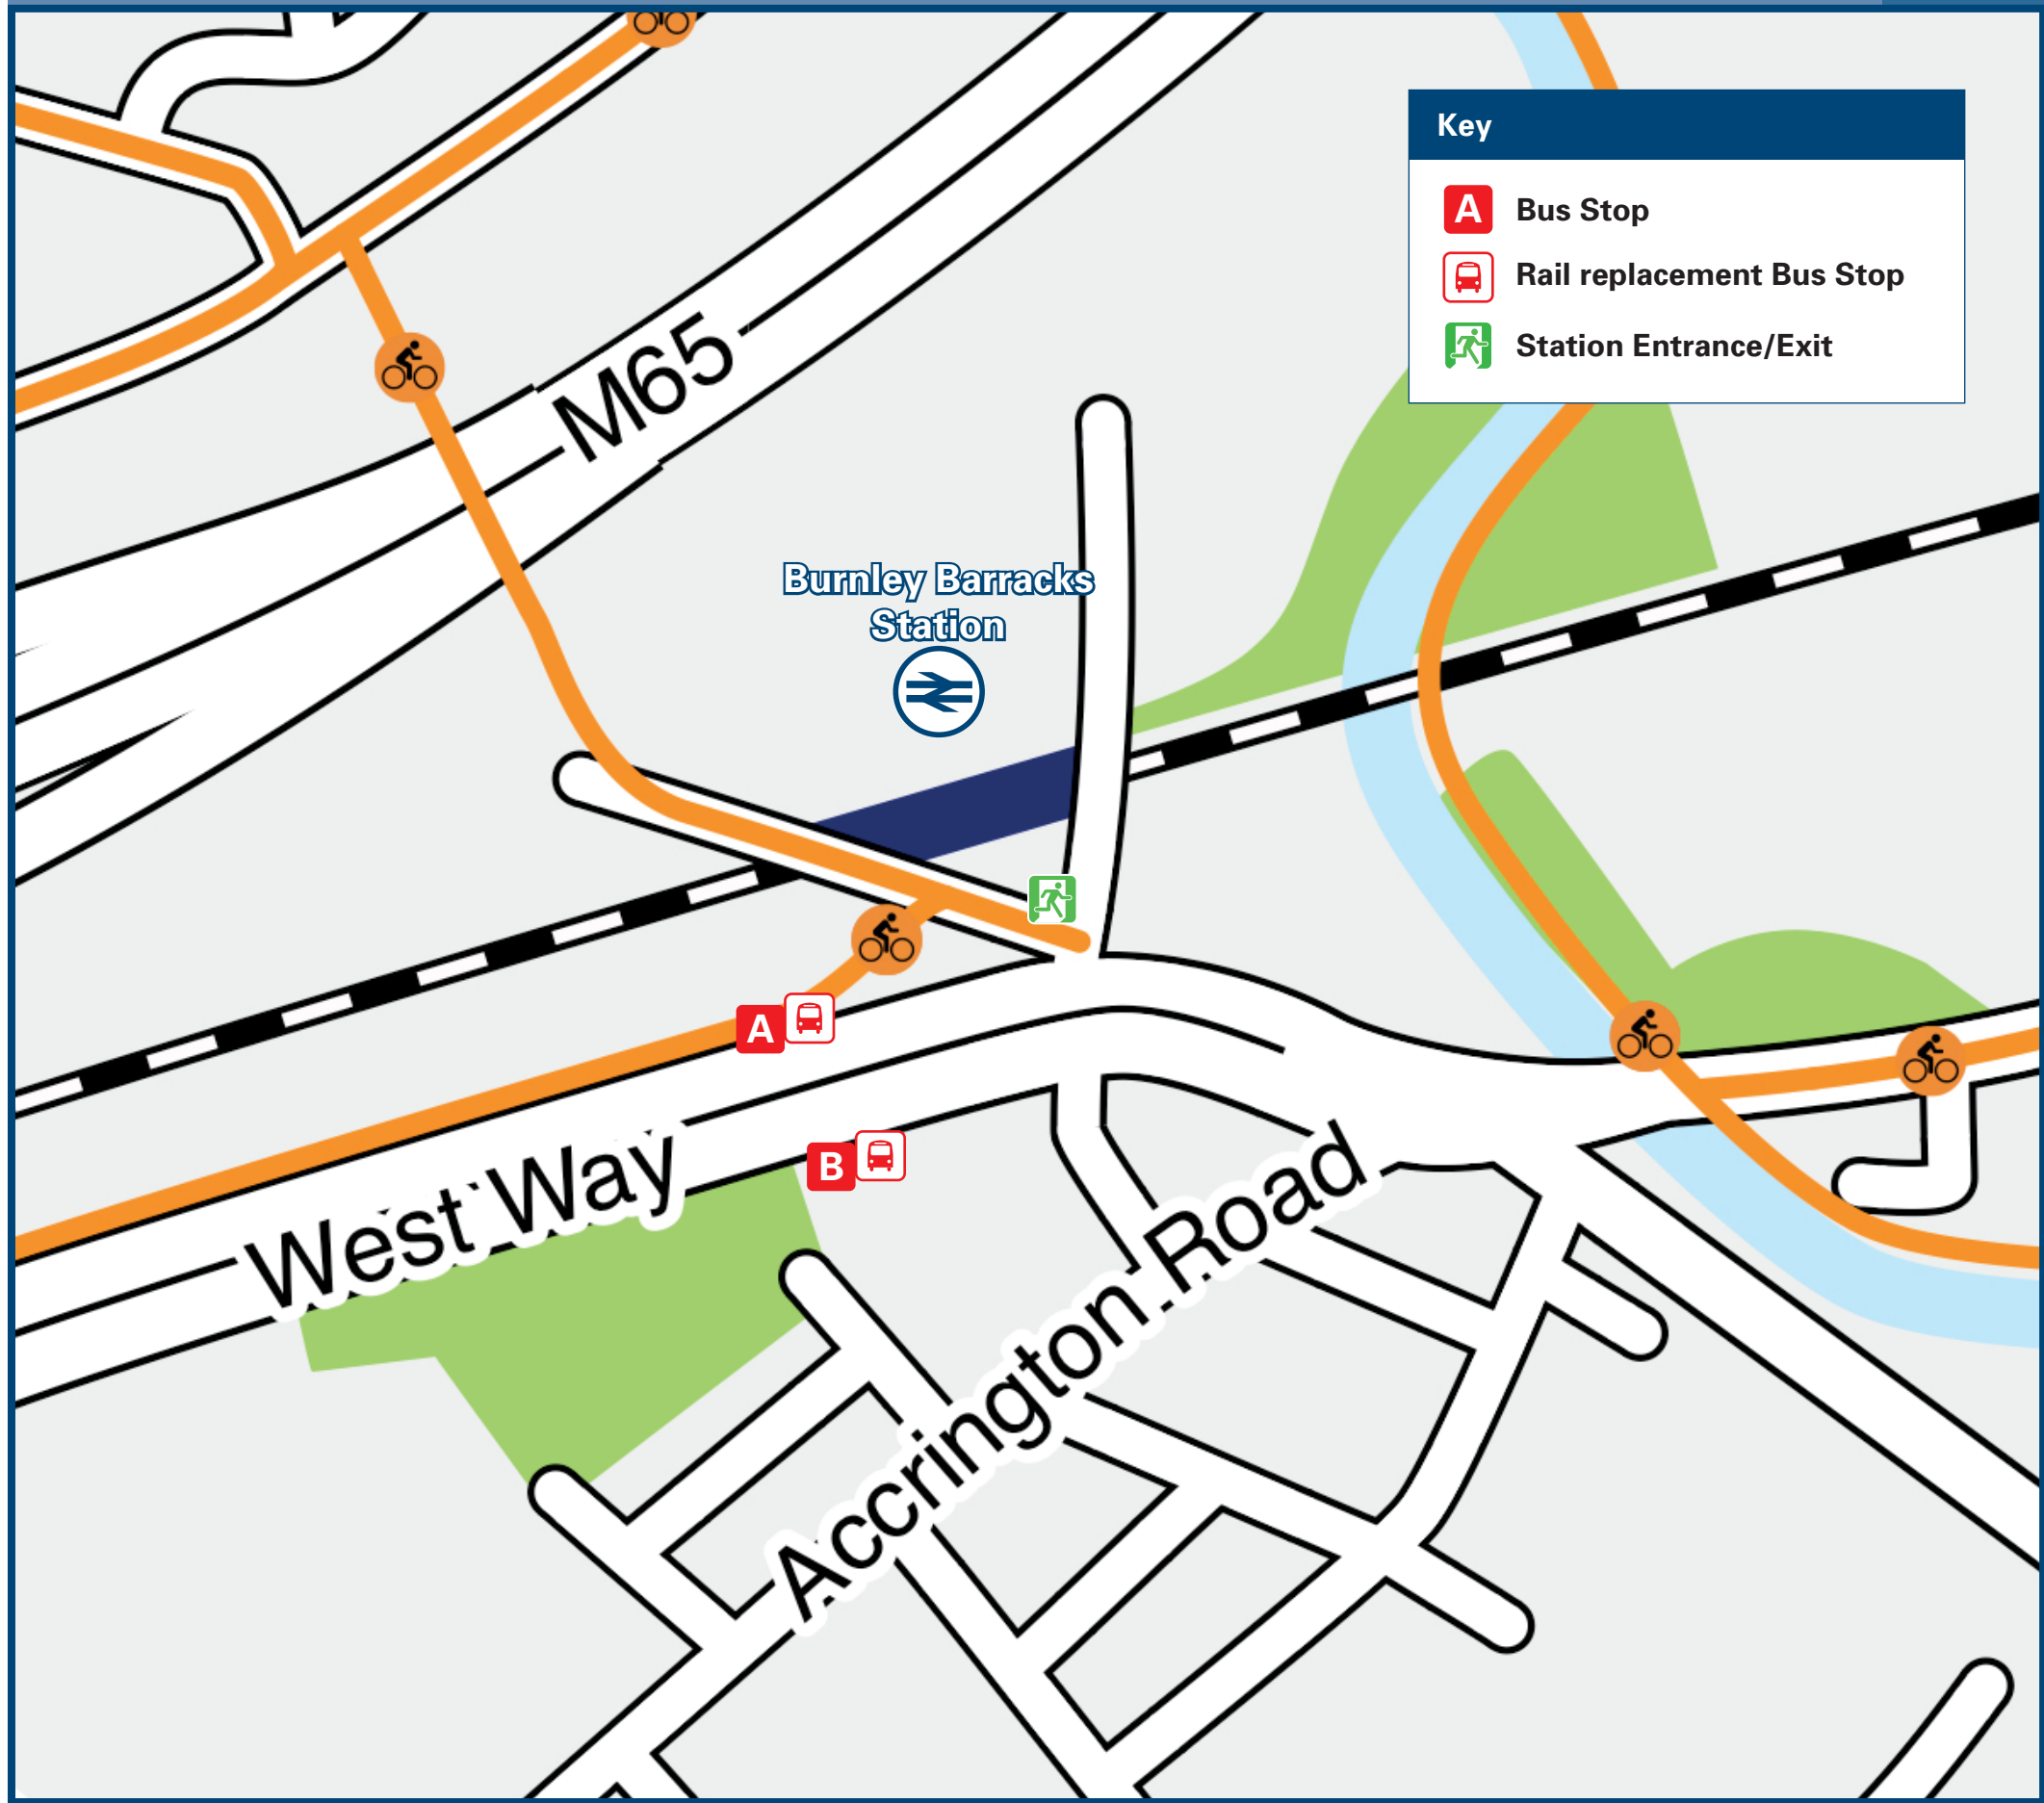 Key
A Bus Stop
Rail replacement Bus Stop
Station Entrance/Exit
M65
Burnley Barracks
Station
A
B
West Way
Accrington Road